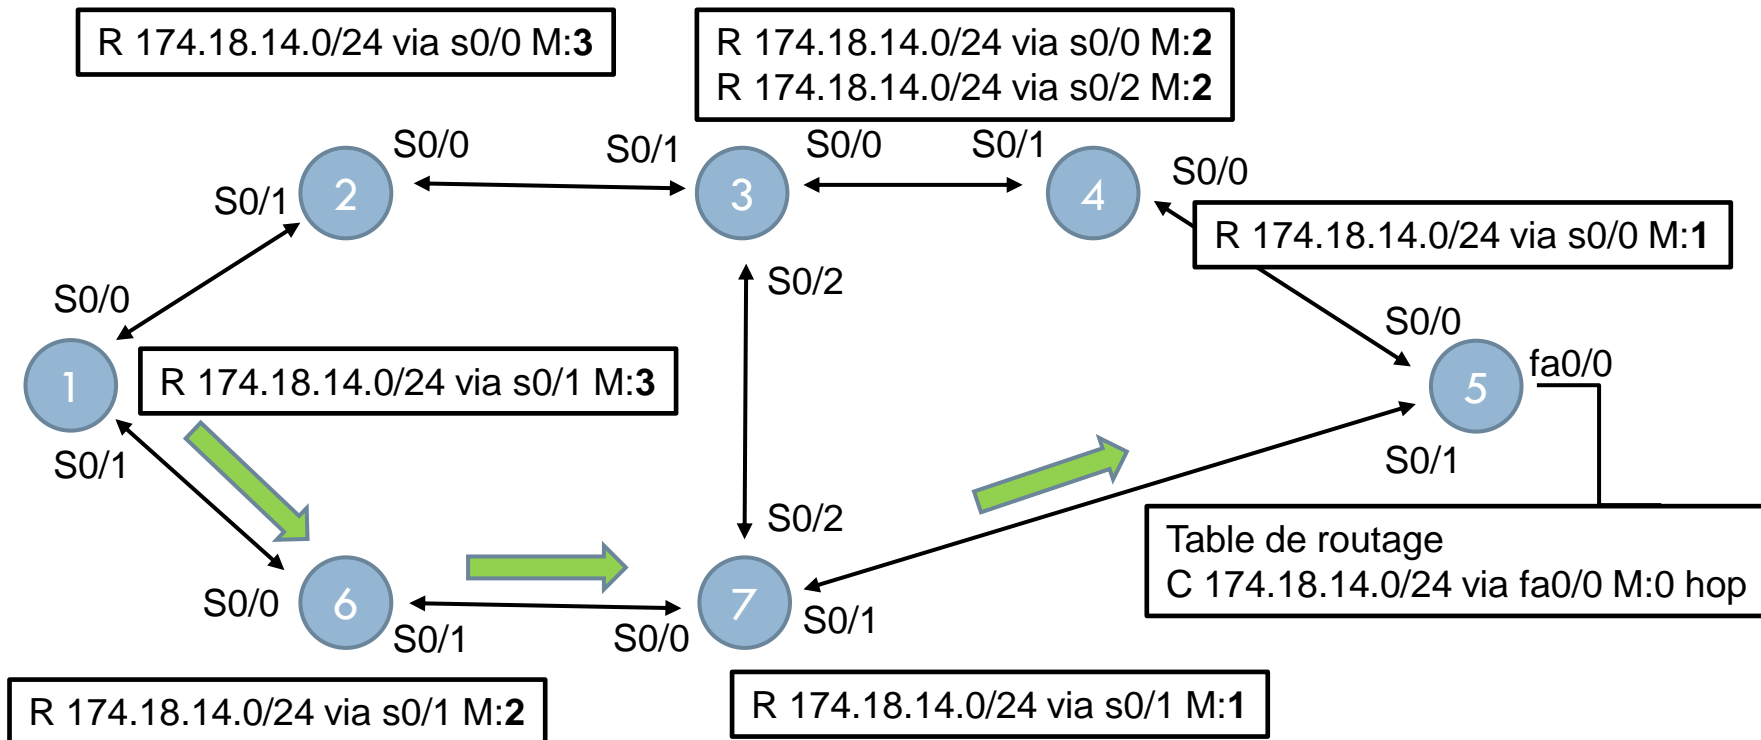 R 174.18.14.0/24 via s0/0 M:3
R 174.18.14.0/24 via s0/0 M:2
R 174.18.14.0/24 via s0/2 M:2
S0/0
S0/1
S0/0
S0/1
2
3
4
S0/0
S0/1
R 174.18.14.0/24 via s0/0 M:1
S0/2
S0/0
S0/0
1
R 174.18.14.0/24 via s0/1 M:3
5
fa0/0
S0/1
S0/1
S0/2
Table de routage
C 174.18.14.0/24 via fa0/0 M:0 hop
S0/0
6
S0/1
S0/0
7
S0/1
R 174.18.14.0/24 via s0/1 M:2
R 174.18.14.0/24 via s0/1 M:1